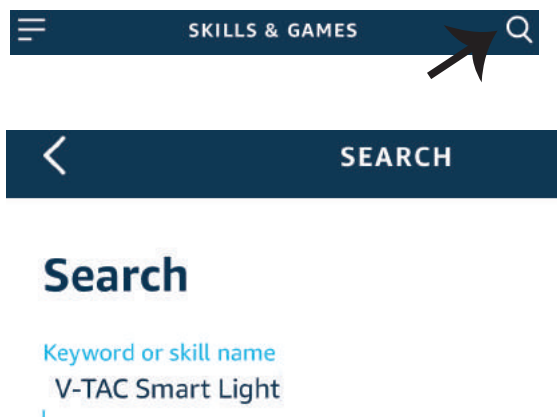 SKILLS & GAMES
SEARCH
Search
Keyword or skill name
V-TAC Smart Light